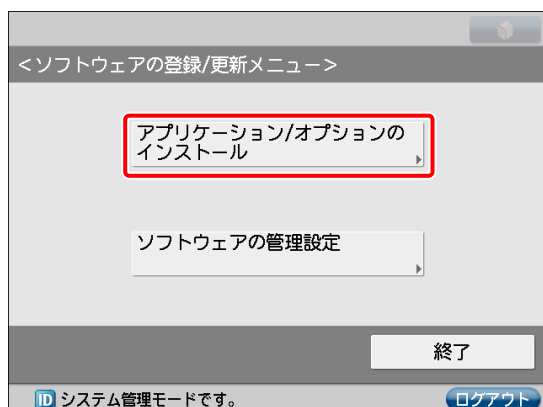 <ソフトウェアの登録/更新メニュー>
アプリケーション/オプションの
インストール
ソフトウェアの管理設定
終了
ID システム管理モードです。
ログアウト